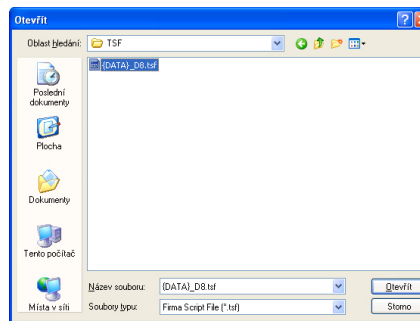 Otevřít
Oblast hledání: TSF
{DATA}_D8.tsf
Poslední
dokumenty
Plocha
Dokumenty
Tento počítač
Místa v síti
Název souboru: {DATA}_D8.tsf Otevřít
Soubory typu: Firma Script File (*.tsf) Storno